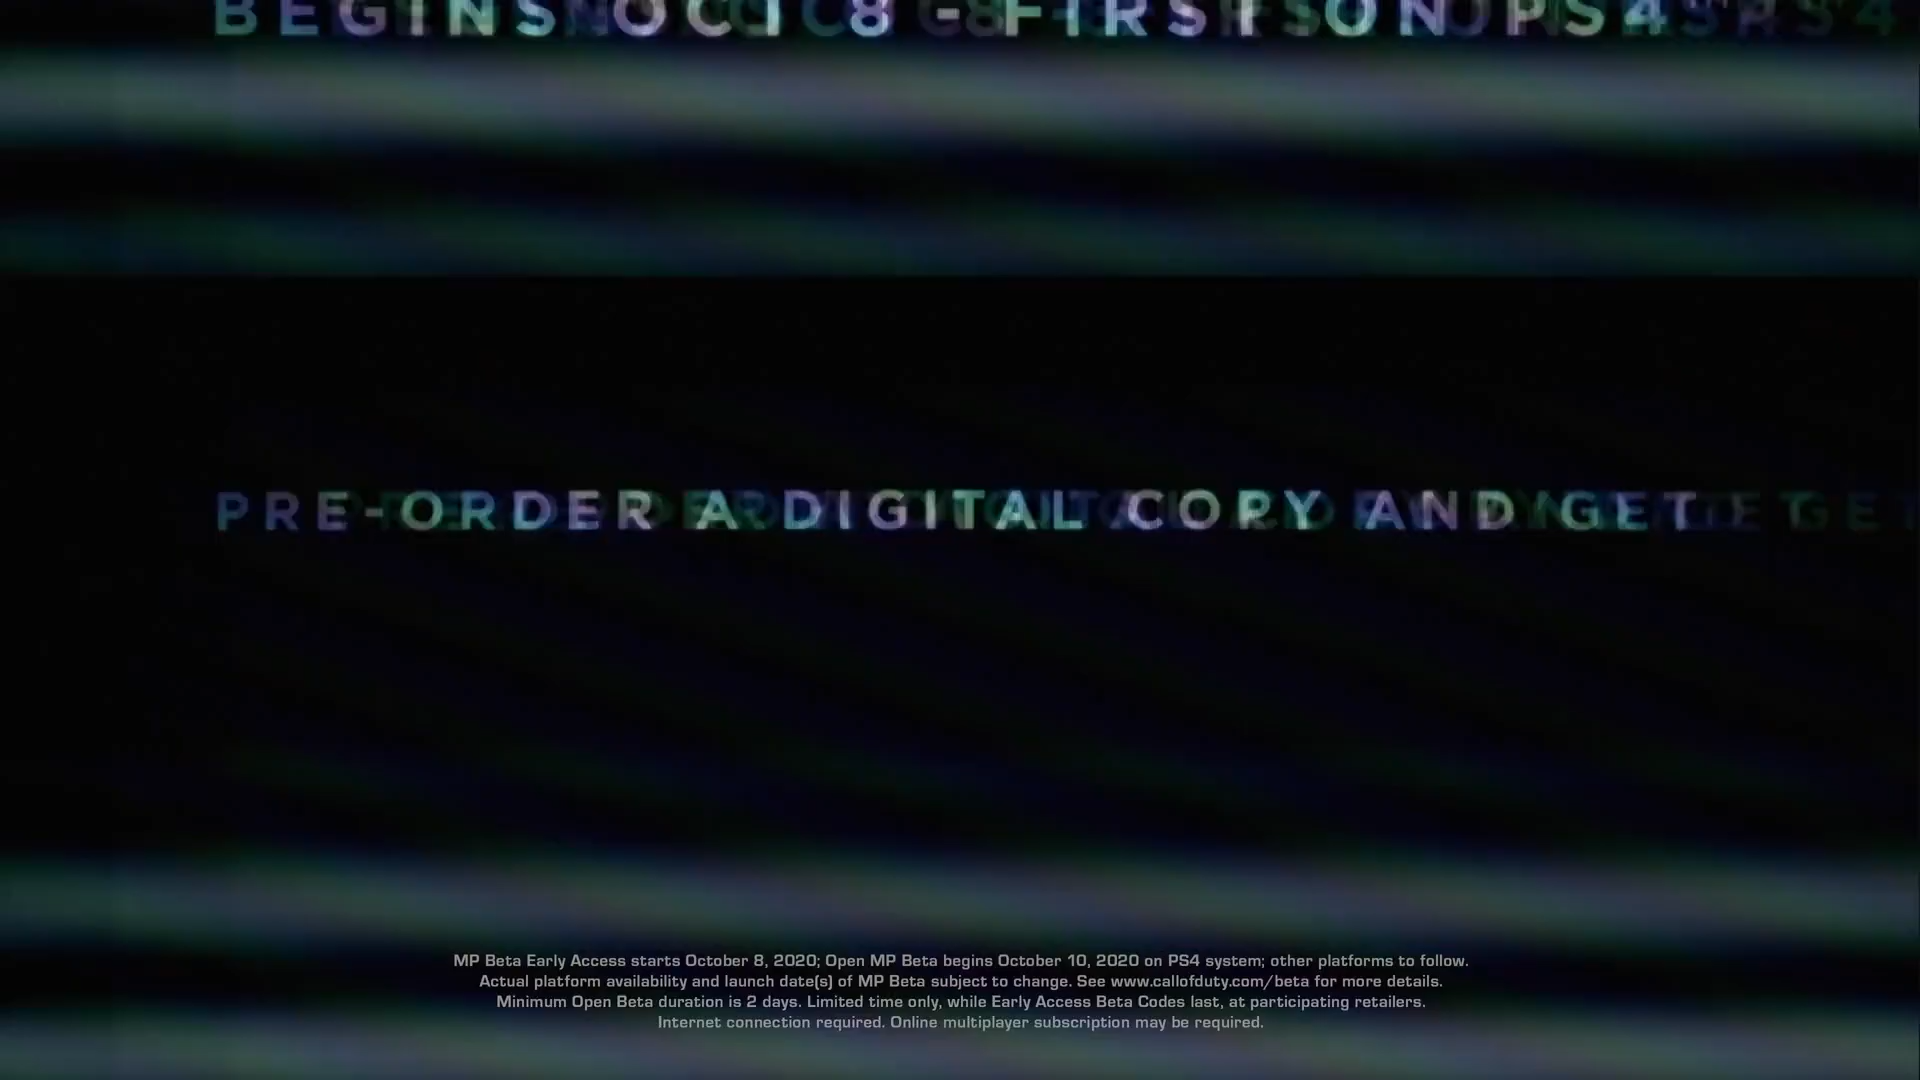 BEGINS OCT 8 - FIRST ON PS4
PRE-ORDER A DIGITAL COPY AND GET
MP Beta Early Access starts October 8, 2020; Open MP Beta begins October 10, 2020 on PS4 system; other platforms to follow.
Actual platform availability and launch date(s) of MP Beta subject to change. See www.callofduty.com/beta for more details.
Minimum Open Beta duration is 2 days. Limited time only, while Early Access Beta Codes last, at participating retailers.
Internet connection required. Online multiplayer subscription may be required.